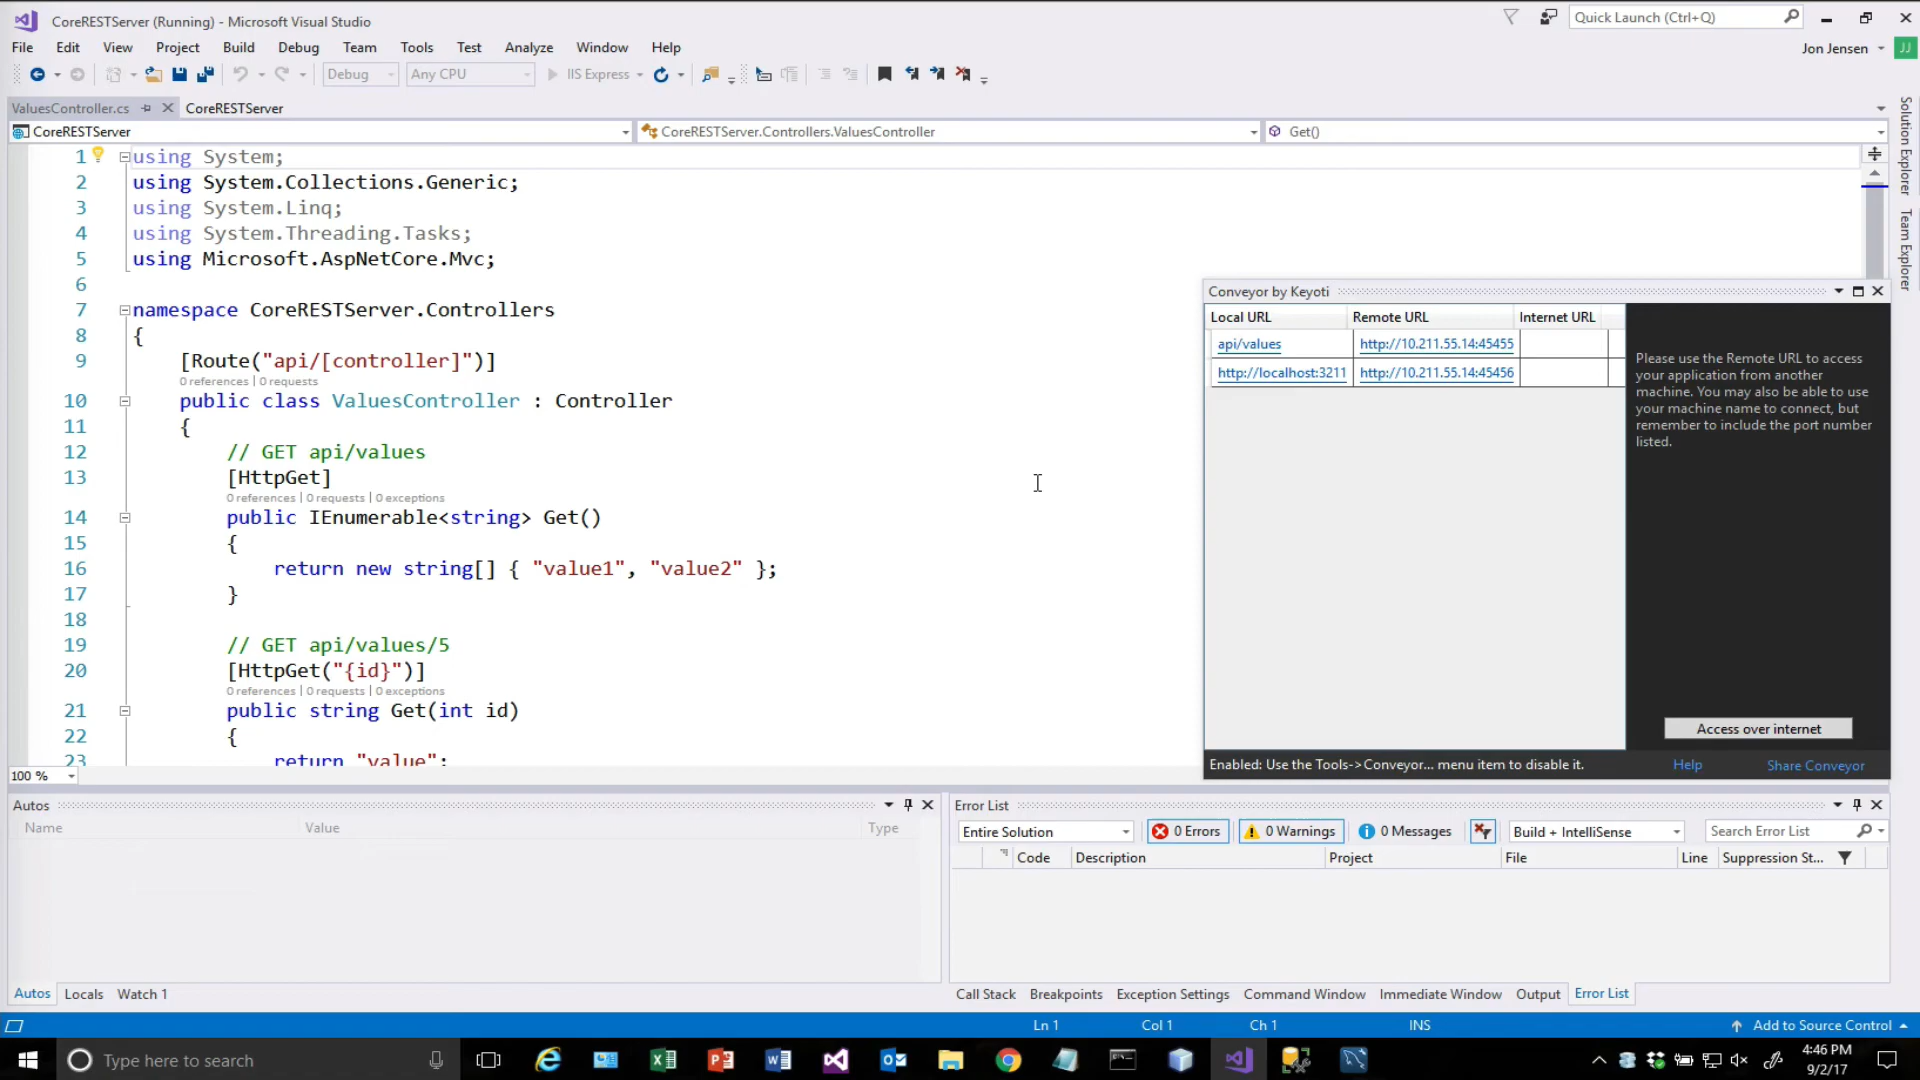 CoreRESTServer (Running) - Microsoft Visual Studio
Quick Launch (Ctrl+Q)
File Edit View Project Build Debug Team Tools Test Analyze Window Help
Jon Jensen JJ
Debug Any CPU IIS Express
ValuesController.cs CoreRESTServer
CoreRESTServer CoreRESTServer.Controllers.ValuesController Get()
1 using System;
2 using System.Collections.Generic;
3 using System.Linq;
4 using System.Threading.Tasks;
5 using Microsoft.AspNetCore.Mvc;
6
7 namespace CoreRESTServer.Controllers
8 {
9 [Route("api/[controller]")]
0 references | 0 requests
10 public class ValuesController : Controller
11 {
12 // GET api/values
13 [HttpGet]
0 references | 0 requests | 0 exceptions
14 public IEnumerable<string> Get()
15 {
16 return new string[] { "value1", "value2" };
17 }
18
19 // GET api/values/5
20 [HttpGet("{id}")]
0 references | 0 requests | 0 exceptions
21 public string Get(int id)
22 {
23 return "value";
100 %
Solution Explorer
Team Explorer
Conveyor by Keyoti
Local URL Remote URL Internet URL
api/values http://10.211.55.14:45455
http://localhost:3211 http://10.211.55.14:45456
Please use the Remote URL to access
your application from another
machine. You may also be able to use
your machine name to connect, but
remember to include the port number
listed.
Access over internet
Enabled: Use the Tools->Conveyor... menu item to disable it. Help Share Conveyor
Autos
Name Value Type
Autos Locals Watch 1
Error List
Entire Solution 0 Errors 0 Warnings 0 Messages Build + IntelliSense Search Error List
Code Description Project File Line Suppression St...
Call Stack Breakpoints Exception Settings Command Window Immediate Window Output Error List
Ln 1 Col 1 Ch 1 INS Add to Source Control
Type here to search
4:46 PM
9/2/17